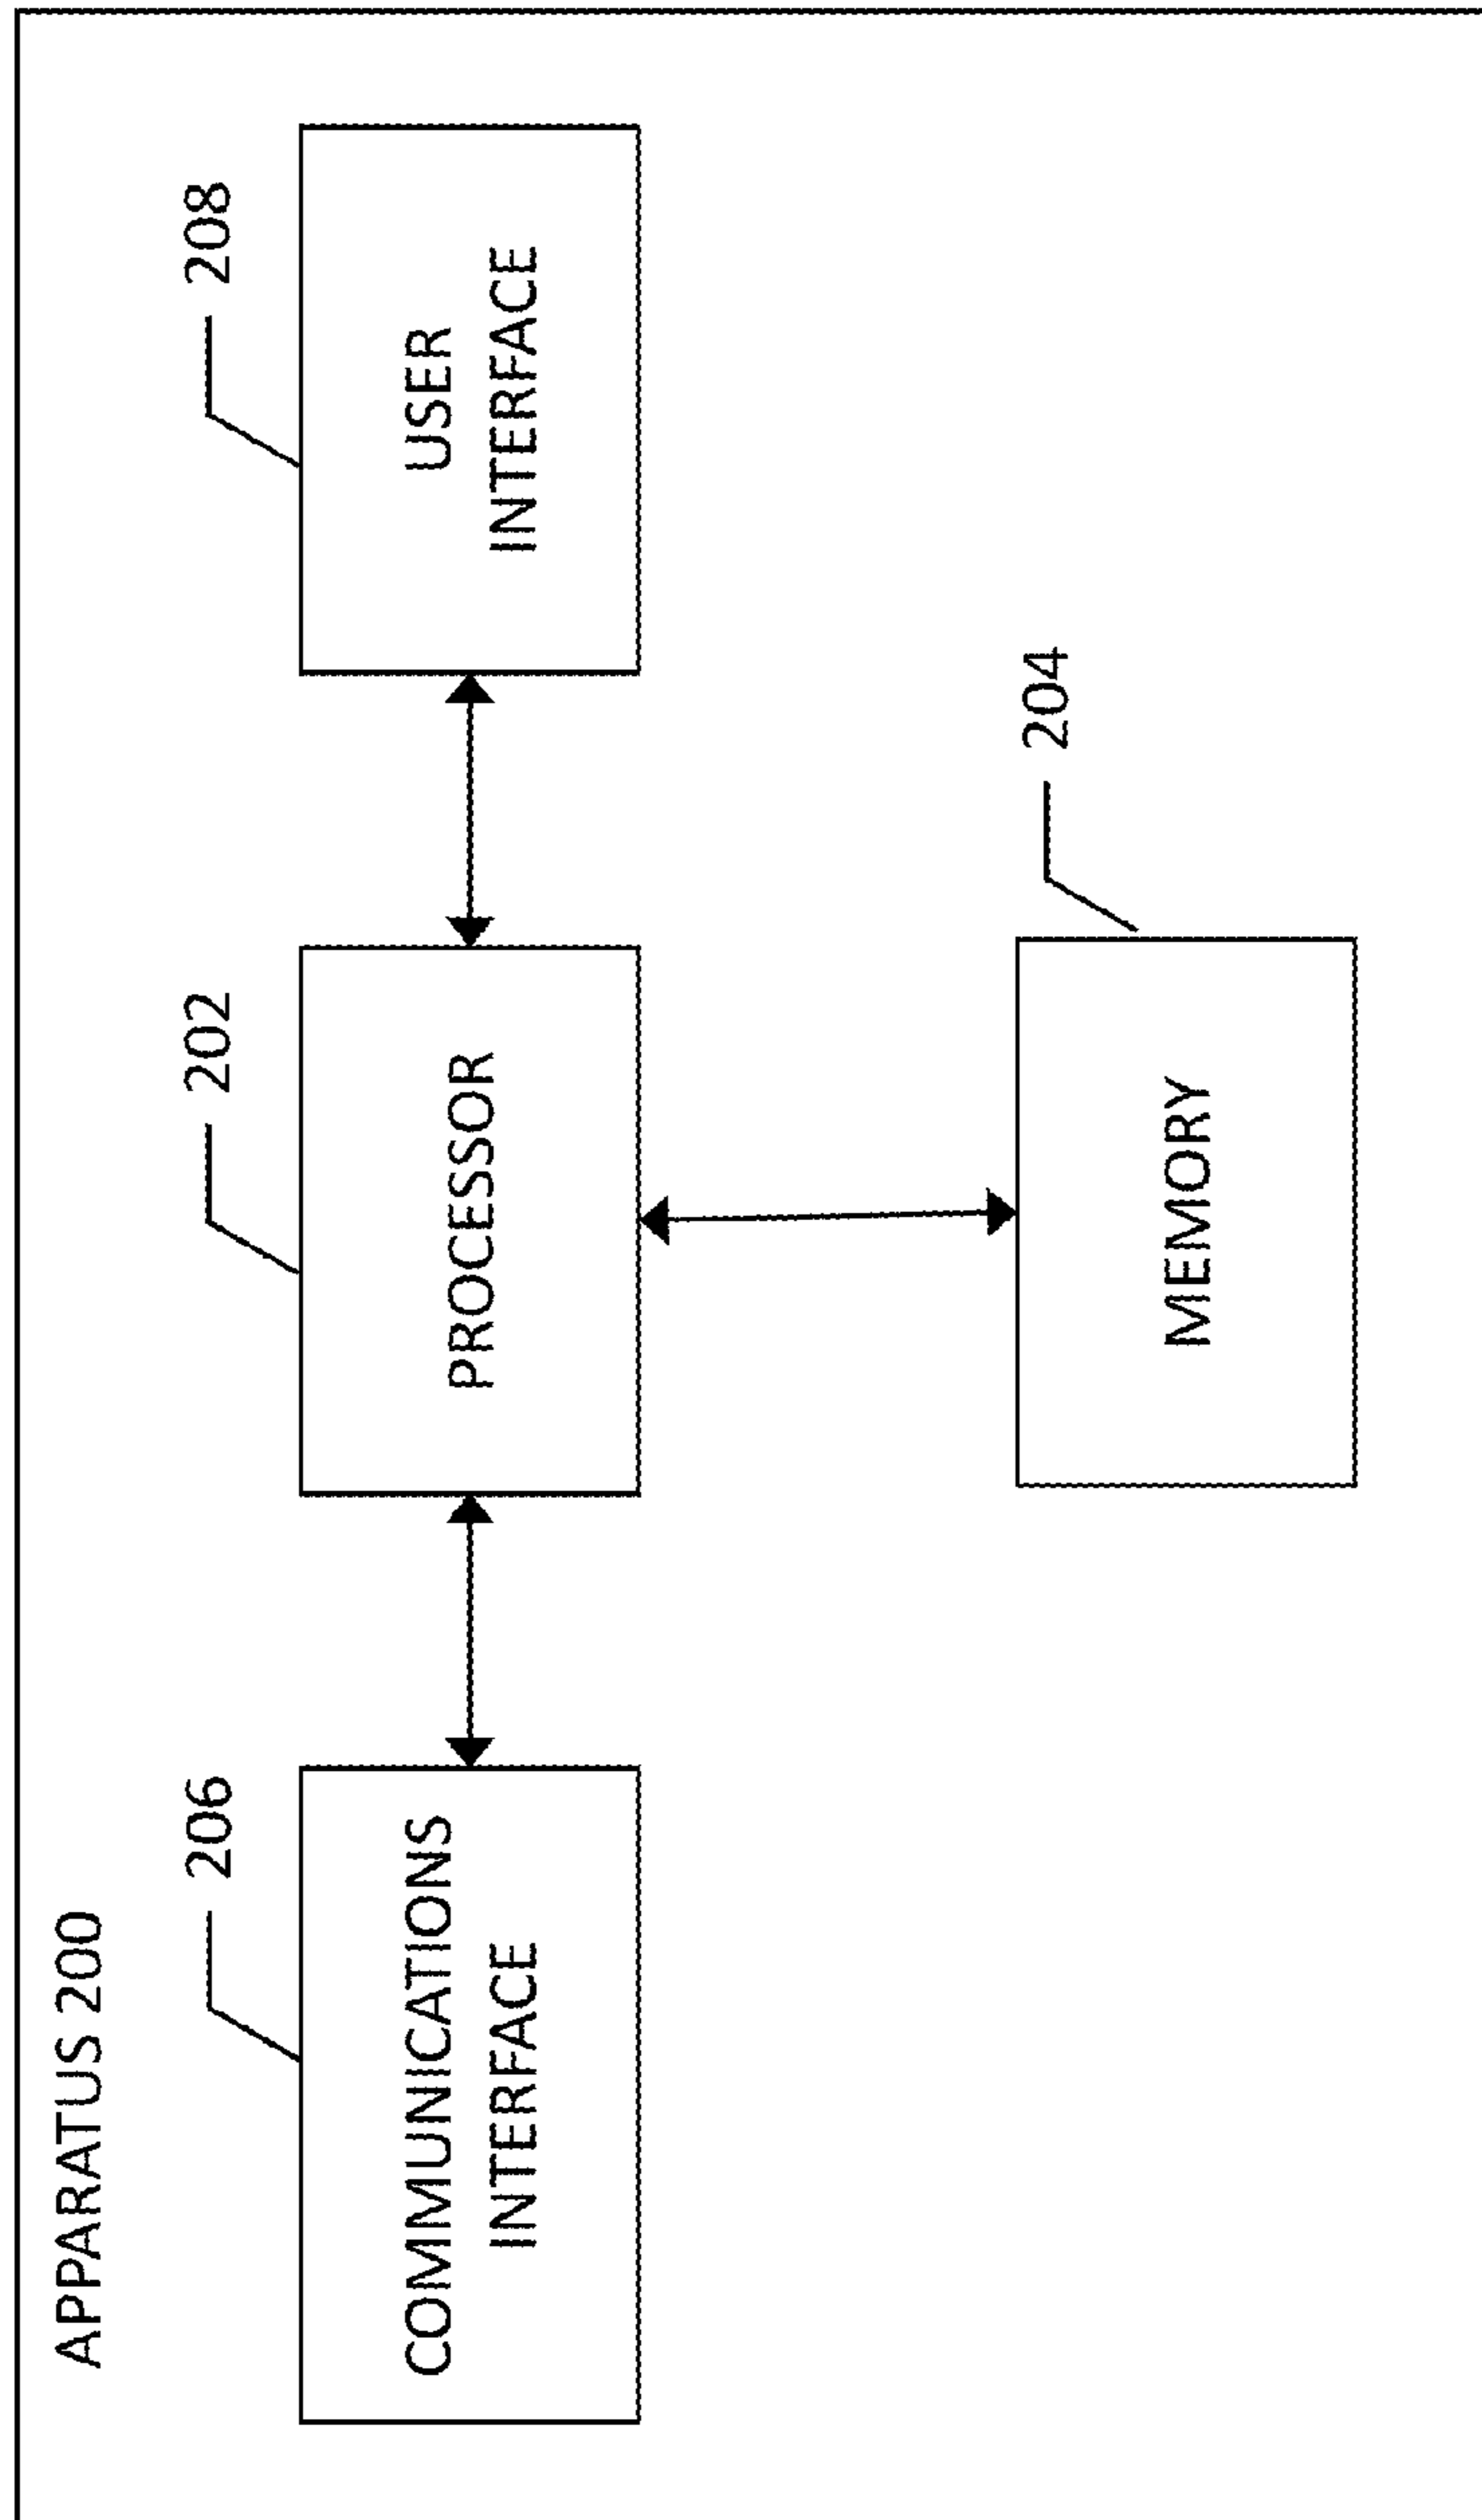 APPARATUS 200
206
COMMUNICATIONS
INTERFACE
202
PROCESSOR
208
USER
INTERFACE
204
MEMORY